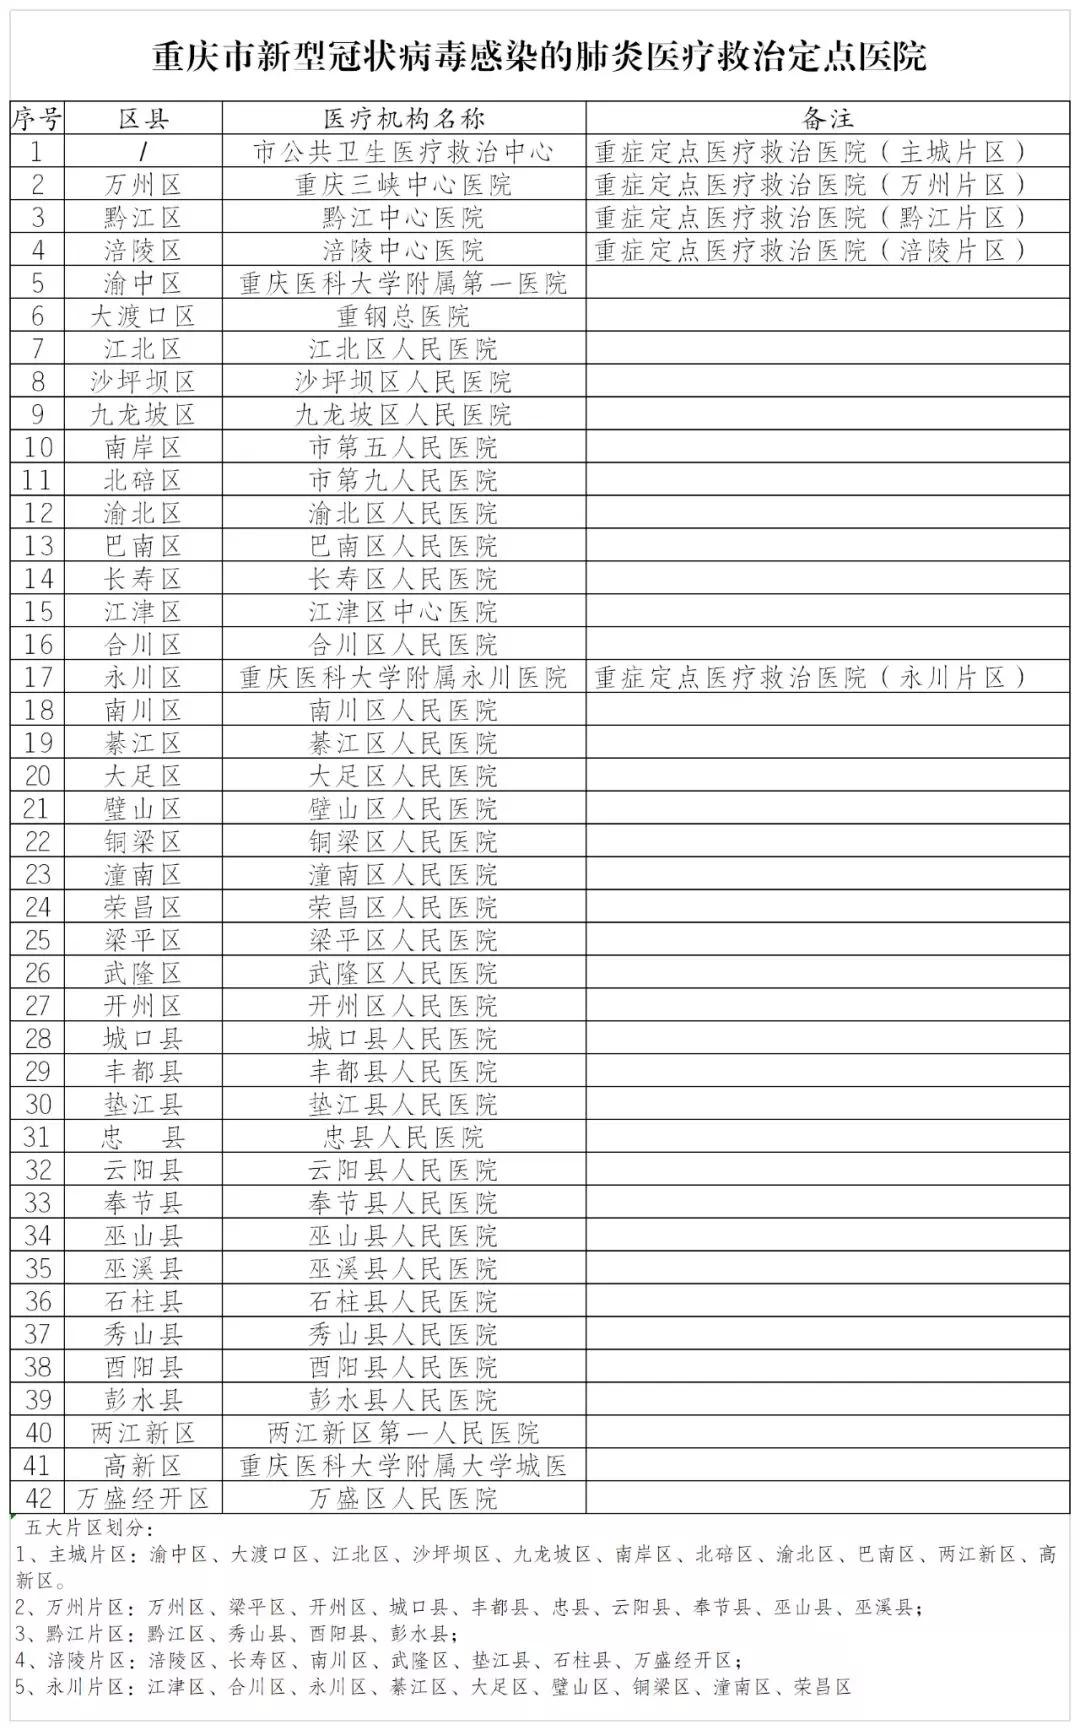 重庆市新型冠状病毒感染的肺炎医疗救治定点医院
序号 区县 医疗机构名称 备注
1 / 市公共卫生医疗救治中心 重症定点医疗救治医院（主城片区）
2 万州区 重庆三峡中心医院 重症定点医疗救治医院（万州片区）
3 黔江区 黔江中心医院 重症定点医疗救治医院（黔江片区）
4 涪陵区 涪陵中心医院 重症定点医疗救治医院（涪陵片区）
5 渝中区 重庆医科大学附属第一医院
6 大渡口区 重钢总医院
7 江北区 江北区人民医院
8 沙坪坝区 沙坪坝区人民医院
9 九龙坡区 九龙坡区人民医院
10 南岸区 市第五人民医院
11 北碚区 市第九人民医院
12 渝北区 渝北区人民医院
13 巴南区 巴南区人民医院
14 长寿区 长寿区人民医院
15 江津区 江津区中心医院
16 合川区 合川区人民医院
17 永川区 重庆医科大学附属永川医院 重症定点医疗救治医院（永川片区）
18 南川区 南川区人民医院
19 綦江区 綦江区人民医院
20 大足区 大足区人民医院
21 璧山区 璧山区人民医院
22 铜梁区 铜梁区人民医院
23 潼南区 潼南区人民医院
24 荣昌区 荣昌区人民医院
25 梁平区 梁平区人民医院
26 武隆区 武隆区人民医院
27 开州区 开州区人民医院
28 城口县 城口县人民医院
29 丰都县 丰都县人民医院
30 垫江县 垫江县人民医院
31 忠 县 忠县人民医院
32 云阳县 云阳县人民医院
33 奉节县 奉节县人民医院
34 巫山县 巫山县人民医院
35 巫溪县 巫溪县人民医院
36 石柱县 石柱县人民医院
37 秀山县 秀山县人民医院
38 酉阳县 酉阳县人民医院
39 彭水县 彭水县人民医院
40 两江新区 两江新区第一人民医院
41 高新区 重庆医科大学附属大学城医
42 万盛经开区 万盛区人民医院
五大片区划分：
1、主城片区：渝中区、大渡口区、江北区、沙坪坝区、九龙坡区、南岸区、北碚区、渝北区、巴南区、两江新区、高
新区。
2、万州片区：万州区、梁平区、开州区、城口县、丰都县、忠县、云阳县、奉节县、巫山县、巫溪县；
3、黔江片区：黔江区、秀山县、酉阳县、彭水县；
4、涪陵片区：涪陵区、长寿区、南川区、武隆区、垫江县、石柱县、万盛经开区；
5、永川片区：江津区、合川区、永川区、綦江区、大足区、璧山区、铜梁区、潼南区、荣昌区